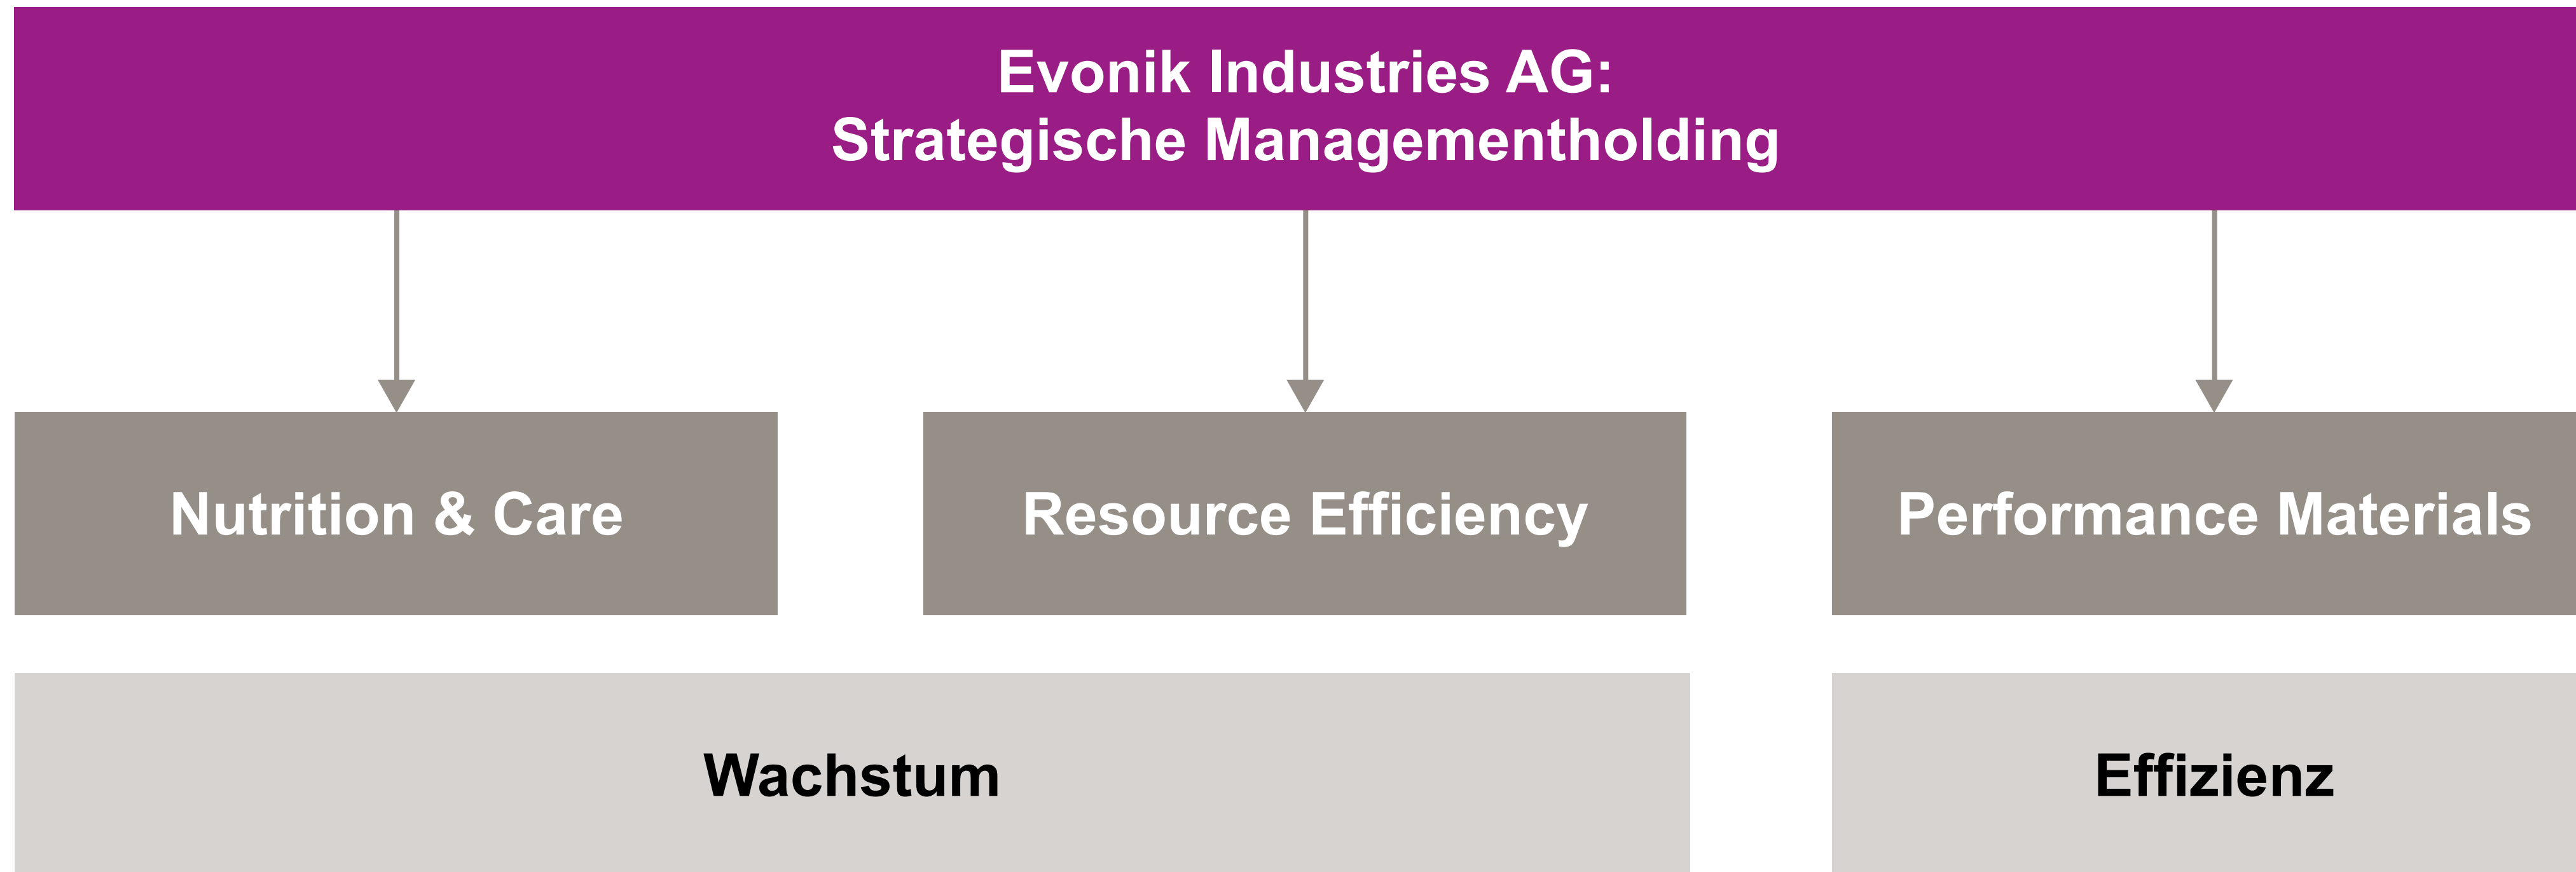 Evonik Industries AG:
Strategische Managementholding
Nutrition & Care
Resource Efficiency
Performance Materials
Wachstum
Effizienz